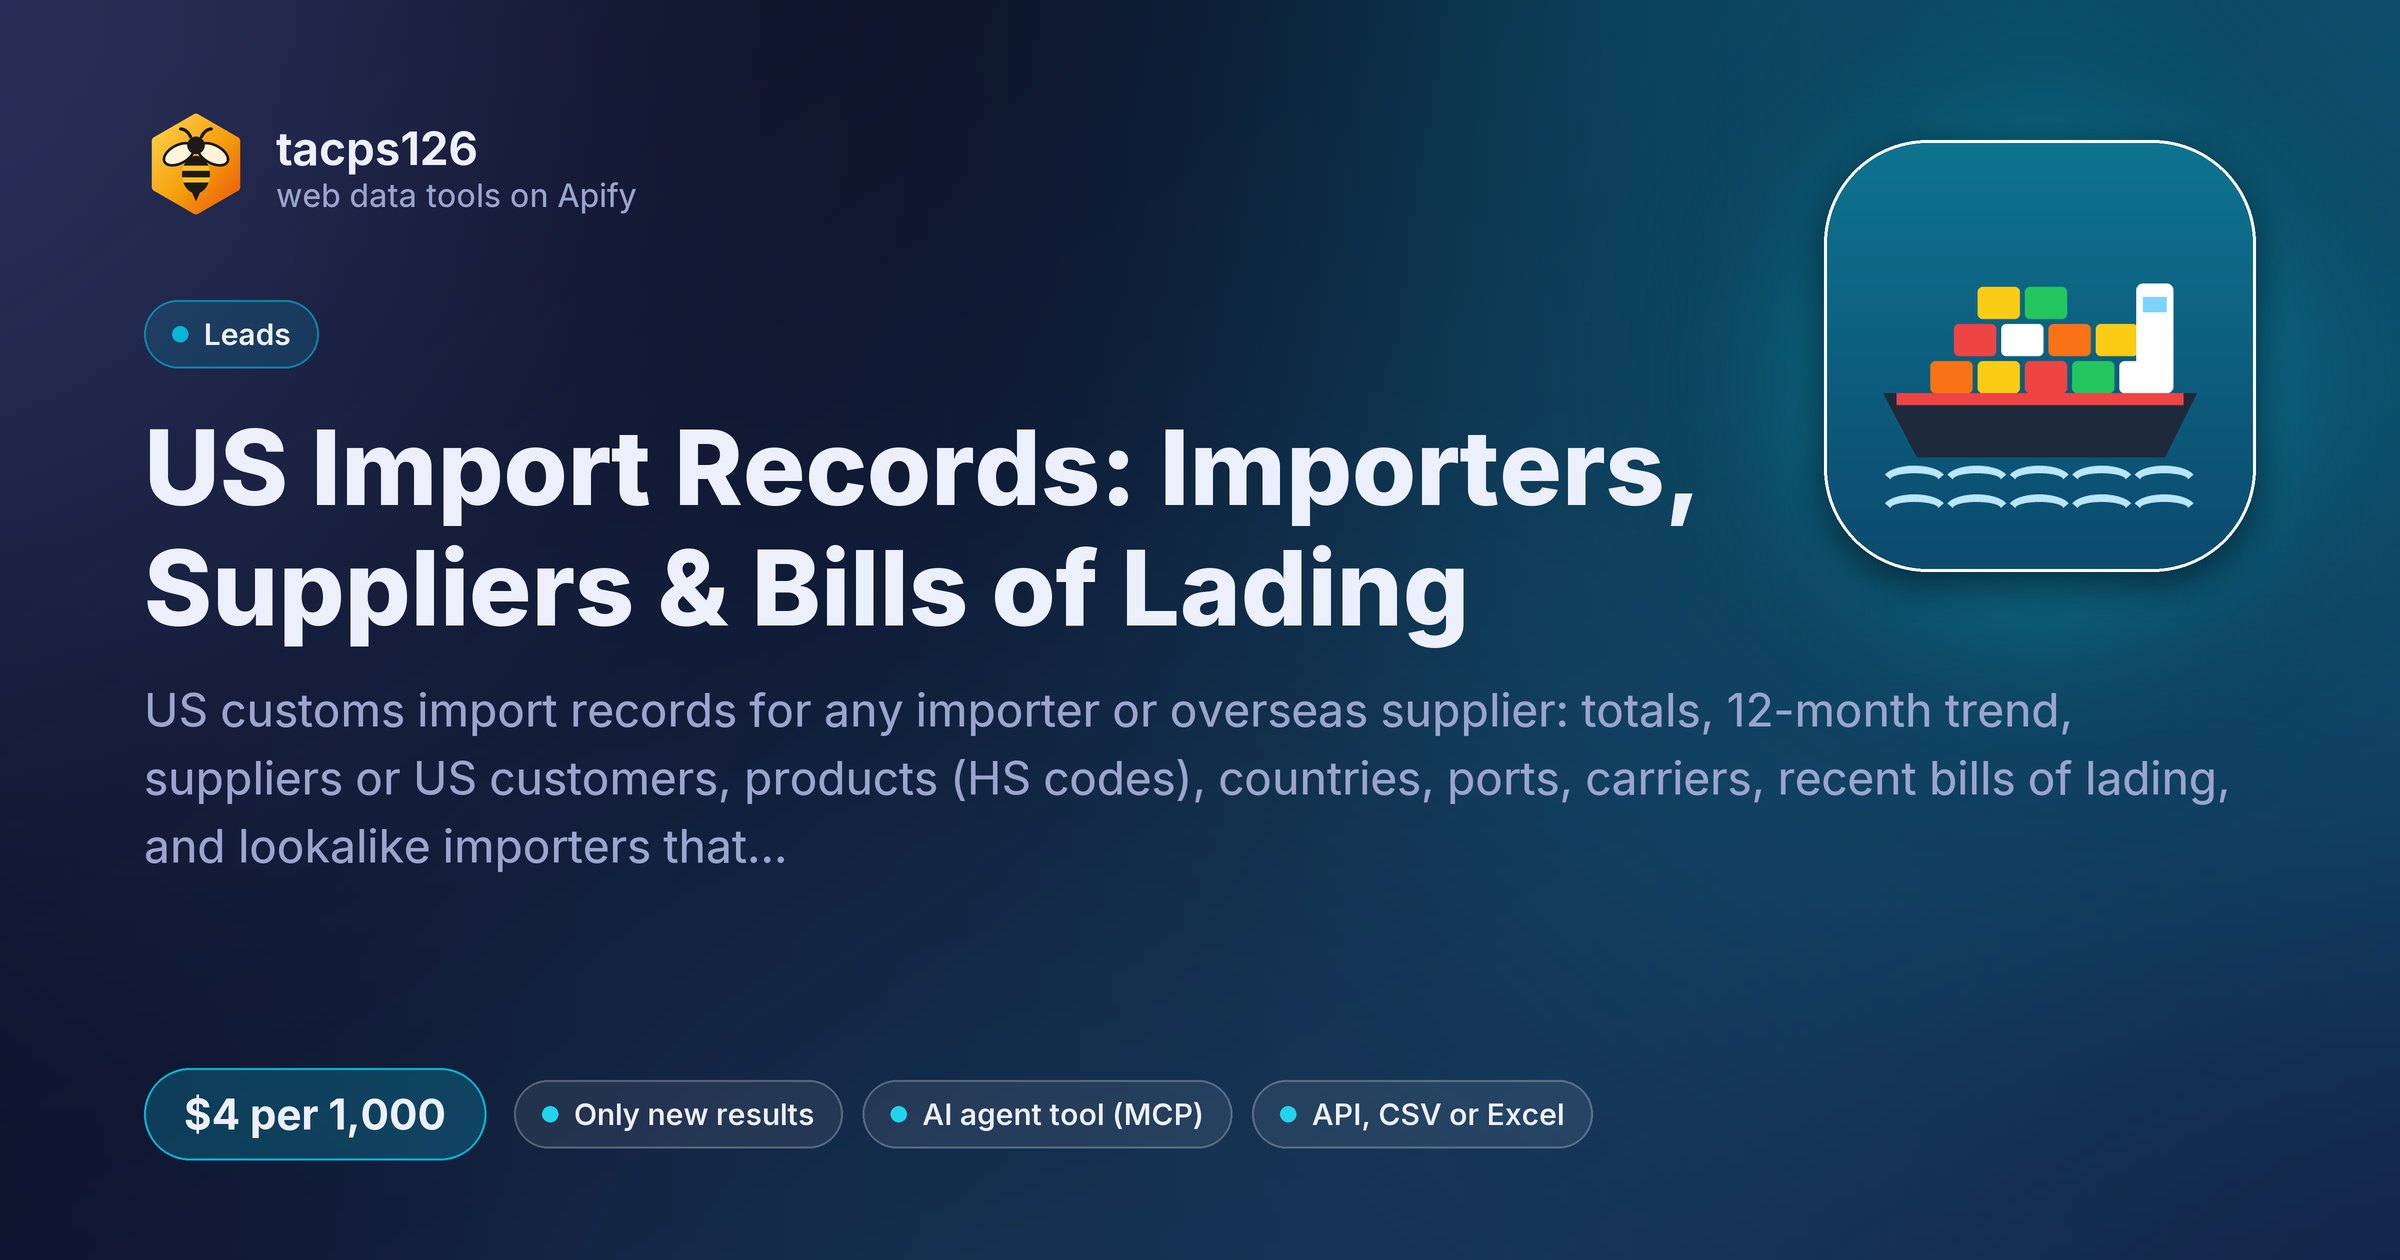 tacps126
web data tools on Apify
Leads
US Import Records: Importers,
Suppliers & Bills of Lading
US customs import records for any importer or overseas supplier: totals, 12-month trend,
suppliers or US customers, products (HS codes), countries, ports, carriers, recent bills of lading,
and lookalike importers that...
$4 per 1,000
Only new results
AI agent tool (MCP)
API, CSV or Excel